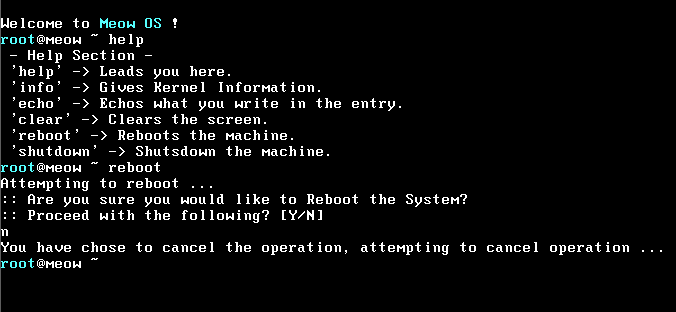 Welcome to Meow OS !
root@meow ~ help
- Help Section -
'help' -> Leads you here.
'info' -> Gives Kernel Information.
'echo' -> Echos what you write in the entry.
'clear' -> Clears the screen.
'reboot' -> Reboots the machine.
'shutdown' -> Shutsdown the machine.
root@meow ~ reboot
Attempting to reboot ...
:: Are you sure you would like to Reboot the System?
:: Proceed with the following? [Y/N]
n
You have chose to cancel the operation, attempting to cancel operation ...
root@meow ~